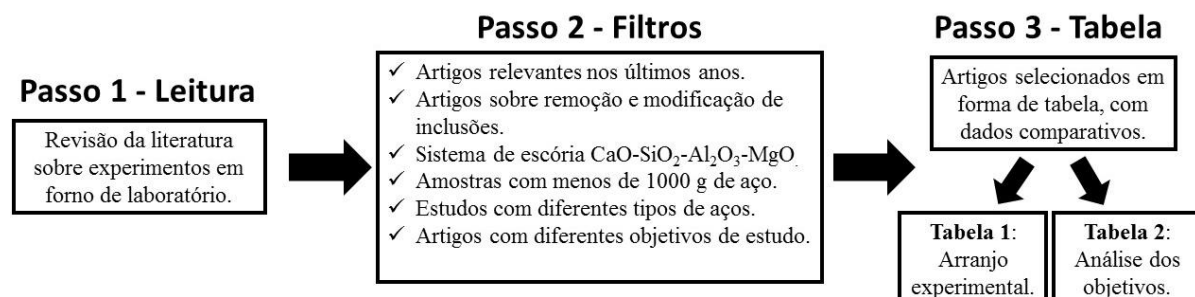 Passo 1 - Leitura
Revisão da literatura
sobre experimentos em
forno de laboratório.
Passo 2 - Filtros
✓ Artigos relevantes nos últimos anos.
✓ Artigos sobre remoção e modificação de
inclusões.
✓ Sistema de escória CaO-SiO₂-Al₂O₃-MgO.
✓ Amostras com menos de 1000 g de aço.
✓ Estudos com diferentes tipos de aços.
✓ Artigos com diferentes objetivos de estudo.
Passo 3 - Tabela
Artigos selecionados em
forma de tabela, com
dados comparativos.
Tabela 1:
Arranjo
experimental.
Tabela 2:
Análise dos
objetivos.